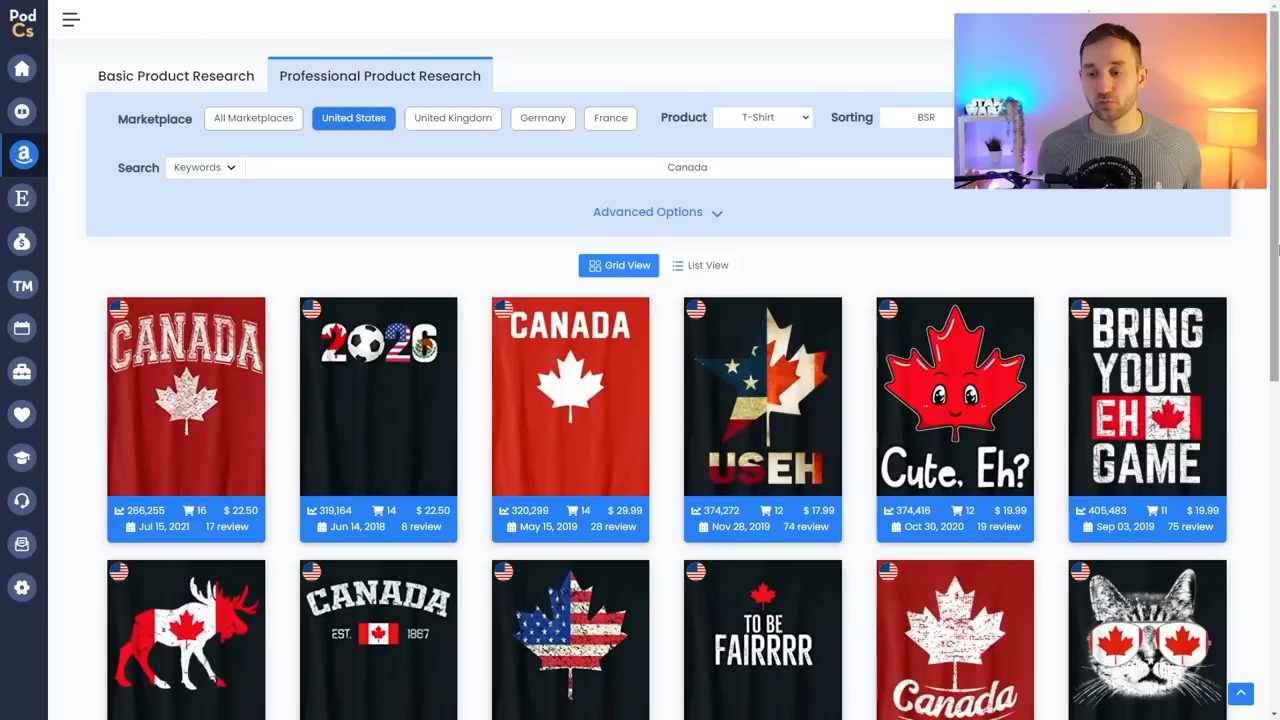 Pod
Cs
Basic Product Research
Professional Product Research
Marketplace
All Marketplaces
United States
United Kingdom
Germany
France
Product
T-Shirt
Sorting
BSR
Search
Keywords
Canada
Advanced Options
Grid View
List View
E
TM
CANADA
266,255 16 $ 22.50
Jul 15, 2021 17 review
2026
319,164 14 $ 22.50
Jun 14, 2018 8 review
CANADA
320,299 14 $ 29.99
May 15, 2019 28 review
USEH
374,272 12 $ 17.99
Nov 28, 2019 74 review
Cute, Eh?
374,416 12 $ 19.99
Oct 30, 2020 19 review
BRING
YOUR
EH
GAME
405,483 11 $ 19.99
Sep 03, 2019 75 review
CANADA
EST. 1867
TO BE
FAIRRRR
Canada